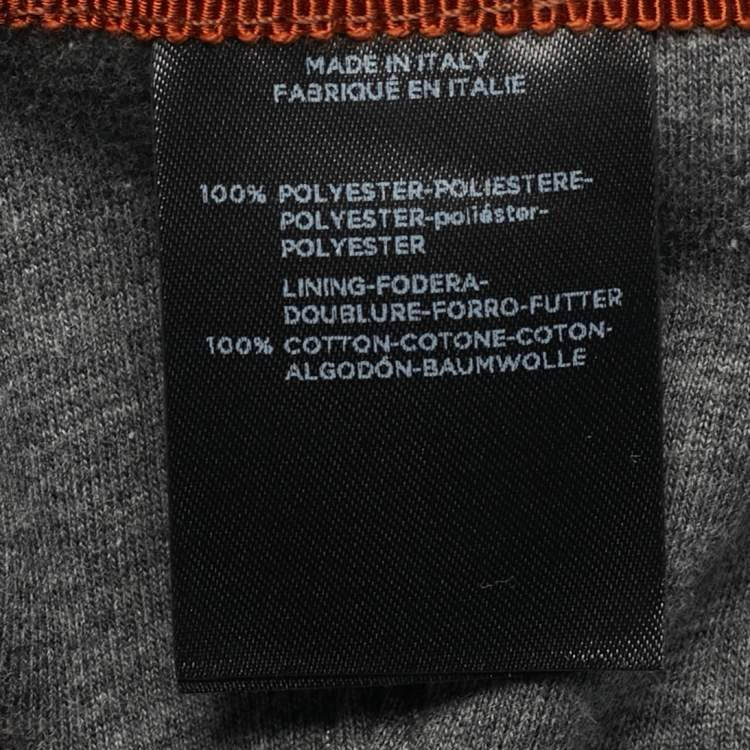 MADE IN ITALY
FABRIQUÉ EN ITALIE
100% POLYESTER-POLIESTERE-
POLYESTER-poliéster-
POLYESTER
LINING-FODERA-
DOUBLURE-FORRO-FUTTER
100% COTTON-COTONE-COTON-
ALGODÓN-BAUMWOLLE